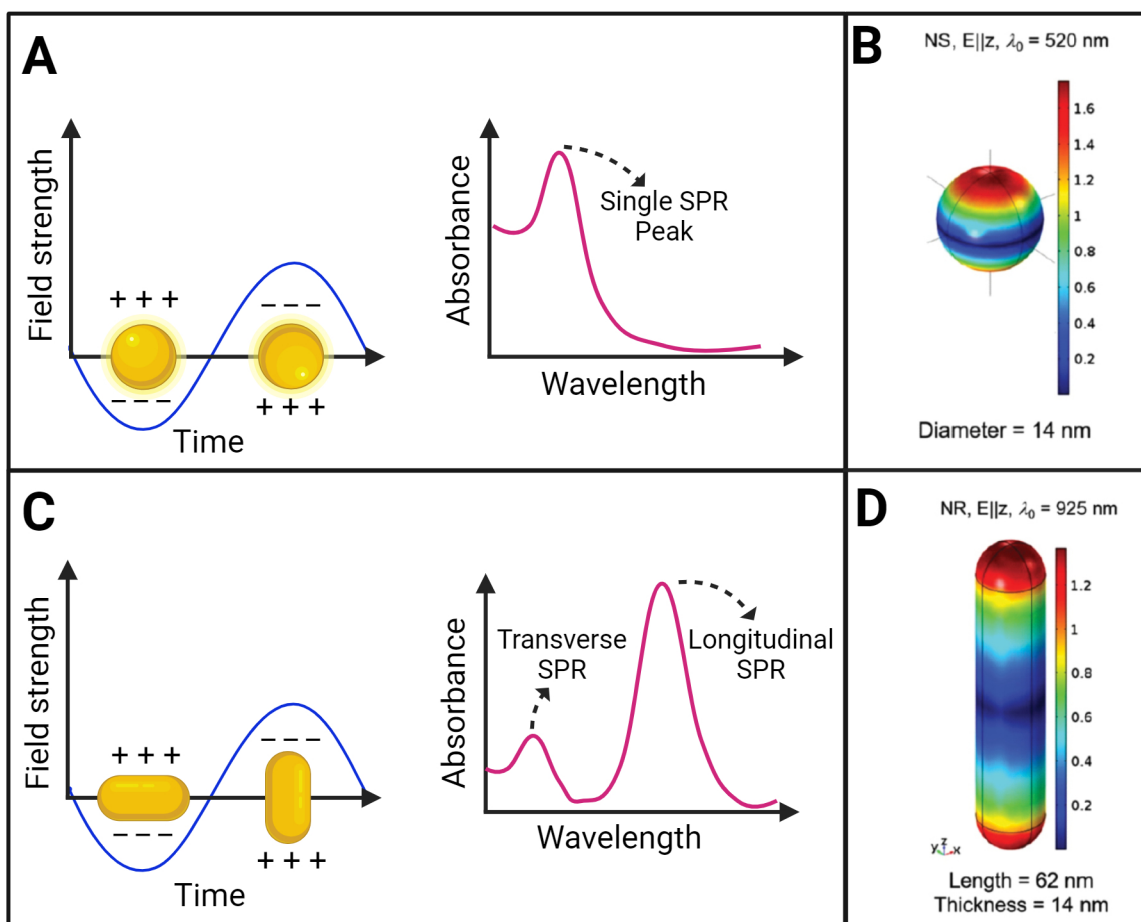 A
Field strength
+ + +
– – –
– – –
+ + +
Time
Absorbance
Single SPR
Peak
Wavelength
B
NS, E||z, λ₀ = 520 nm
1.6
1.4
1.2
1
0.8
0.6
0.4
0.2
Diameter = 14 nm
C
Field strength
+ + +
– – –
– – –
+ + +
Time
Absorbance
Transverse
SPR
Longitudinal
SPR
Wavelength
D
NR, E||z, λ₀ = 925 nm
1.2
1
0.8
0.6
0.4
0.2
y z x
Length = 62 nm
Thickness = 14 nm